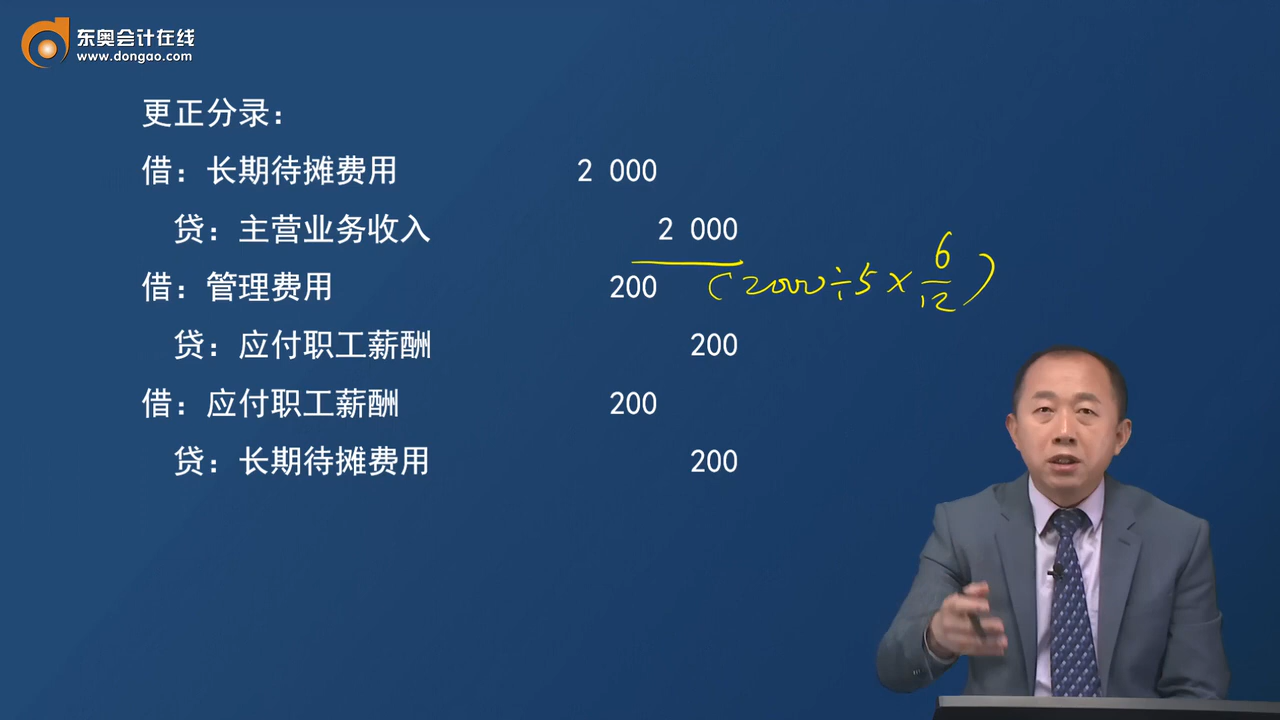 东奥会计在线
www.dongao.com
更正分录：
借：长期待摊费用 2 000
贷：主营业务收入 2 000
借：管理费用 200 (2000÷5×6/12)
贷：应付职工薪酬 200
借：应付职工薪酬 200
贷：长期待摊费用 200